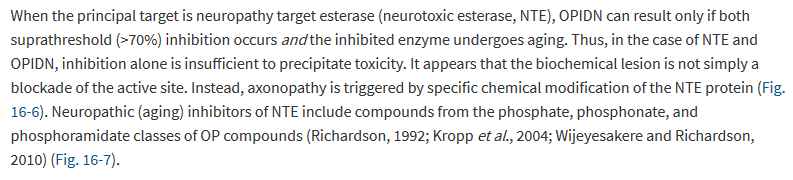 When the principal target is neuropathy target esterase (neurotoxic esterase, NTE), OPIDN can result only if both
suprathreshold (>70%) inhibition occurs and the inhibited enzyme undergoes aging. Thus, in the case of NTE and
OPIDN, inhibition alone is insufficient to precipitate toxicity. It appears that the biochemical lesion is not simply a
blockade of the active site. Instead, axonopathy is triggered by specific chemical modification of the NTE protein (Fig.
16-6). Neuropathic (aging) inhibitors of NTE include compounds from the phosphate, phosphonate, and
phosphoramidate classes of OP compounds (Richardson, 1992; Kropp et al., 2004; Wijeyesakere and Richardson,
2010) (Fig. 16-7).